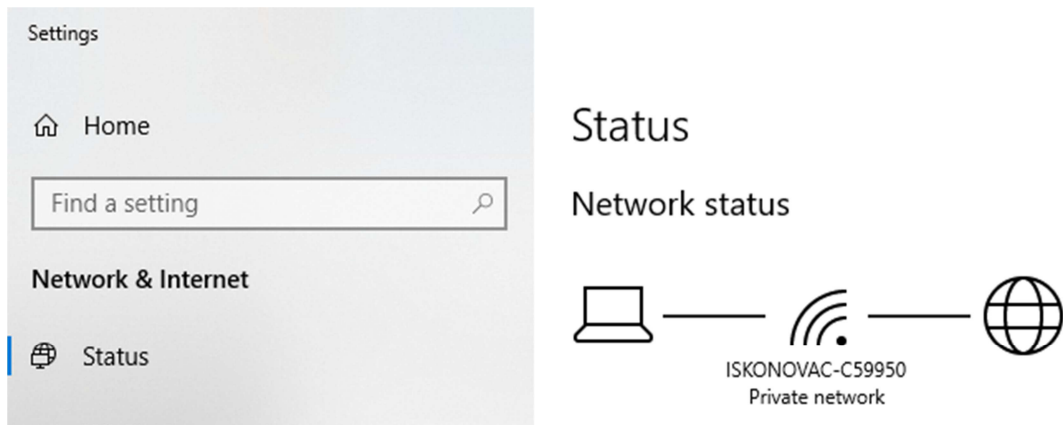 Settings
Home
Find a setting
Network & Internet
Status
Status
Network status
ISKONOVAC-C59950
Private network